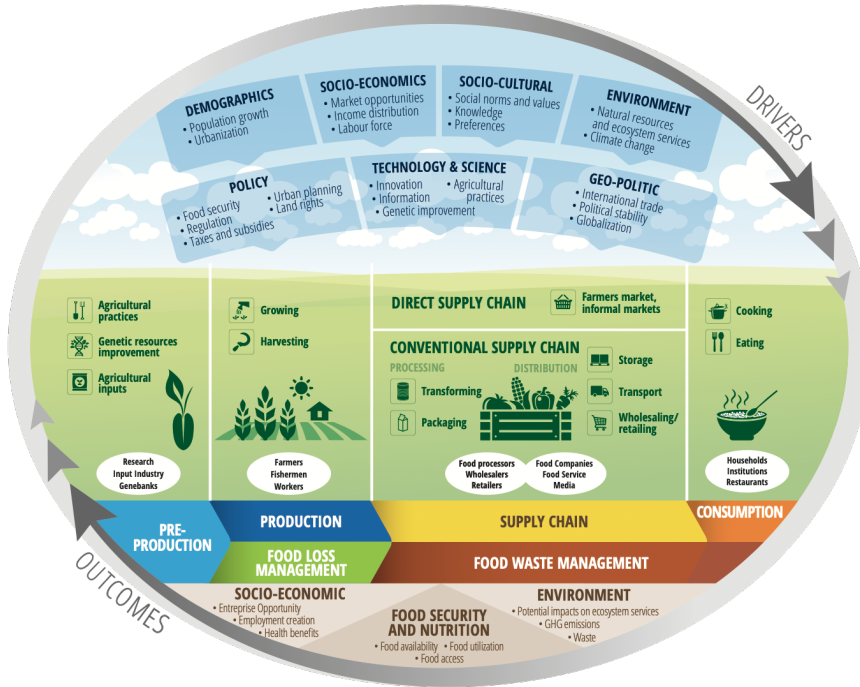 DRIVERS
DEMOGRAPHICS
• Population growth
• Urbanization
SOCIO-ECONOMICS
• Market opportunities
• Income distribution
• Labour force
SOCIO-CULTURAL
• Social norms and values
• Knowledge
• Preferences
ENVIRONMENT
• Natural resources
and ecosystem services
• Climate change
POLICY
• Food security
• Regulation
• Taxes and subsidies
• Urban planning
• Land rights
TECHNOLOGY & SCIENCE
• Innovation
• Information
• Genetic improvement
• Agricultural
practices
GEO-POLITIC
• International trade
• Political stability
• Globalization
Agricultural
practices
Genetic resources
improvement
Agricultural
inputs
Research
Input Industry
Genebanks
Growing
Harvesting
Farmers
Fishermen
Workers
DIRECT SUPPLY CHAIN
Farmers market,
informal markets
CONVENTIONAL SUPPLY CHAIN
PROCESSING
Transforming
Packaging
DISTRIBUTION
Storage
Transport
Wholesaling/
retailing
Food processors
Wholesalers
Retailers
Food Companies
Food Service
Media
Cooking
Eating
Households
Institutions
Restaurants
PRE-
PRODUCTION
PRODUCTION
SUPPLY CHAIN
CONSUMPTION
FOOD LOSS
MANAGEMENT
FOOD WASTE MANAGEMENT
OUTCOMES
SOCIO-ECONOMIC
• Entreprise Opportunity
• Employment creation
• Health benefits
FOOD SECURITY
AND NUTRITION
• Food availability • Food utilization
• Food access
ENVIRONMENT
• Potential impacts on ecosystem services
• GHG emissions
• Waste